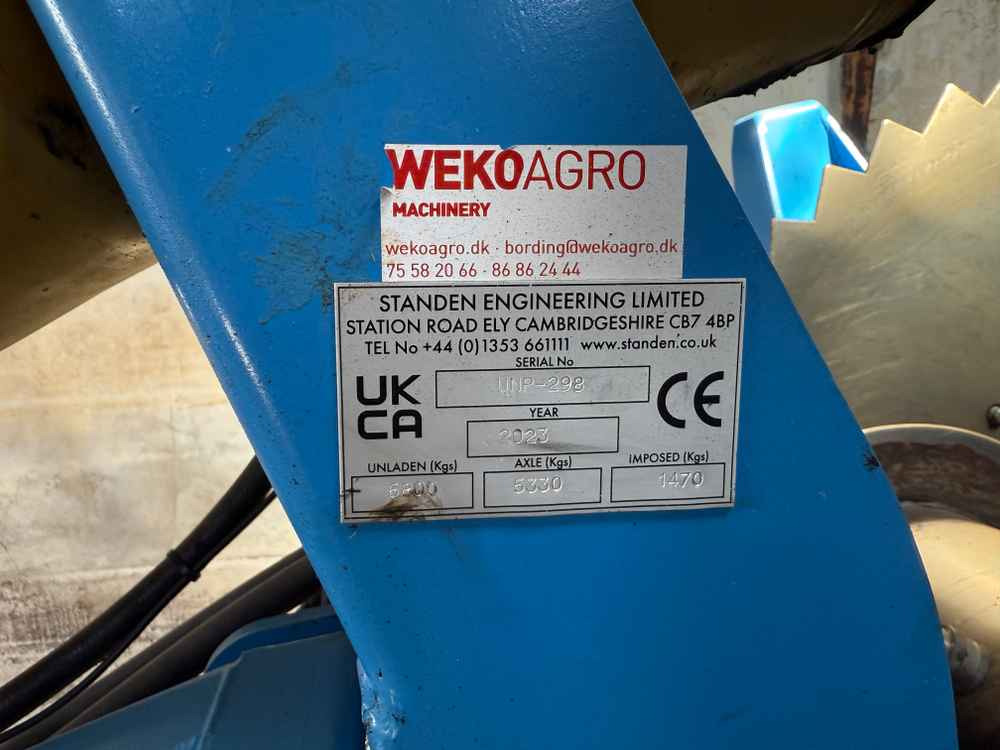 WEKOAGRO
MACHINERY
wekoagro.dk · bording@wekoagro.dk
75 58 20 66 · 86 86 24 44
STANDEN ENGINEERING LIMITED
STATION ROAD ELY CAMBRIDGESHIRE CB7 4BP
TEL No +44 (0)1353 661111 www.standen.co.uk
SERIAL No
UNP-298
UK
CA
CE
YEAR
2023
UNLADEN (Kgs) AXLE (Kgs) IMPOSED (Kgs)
5330 1470